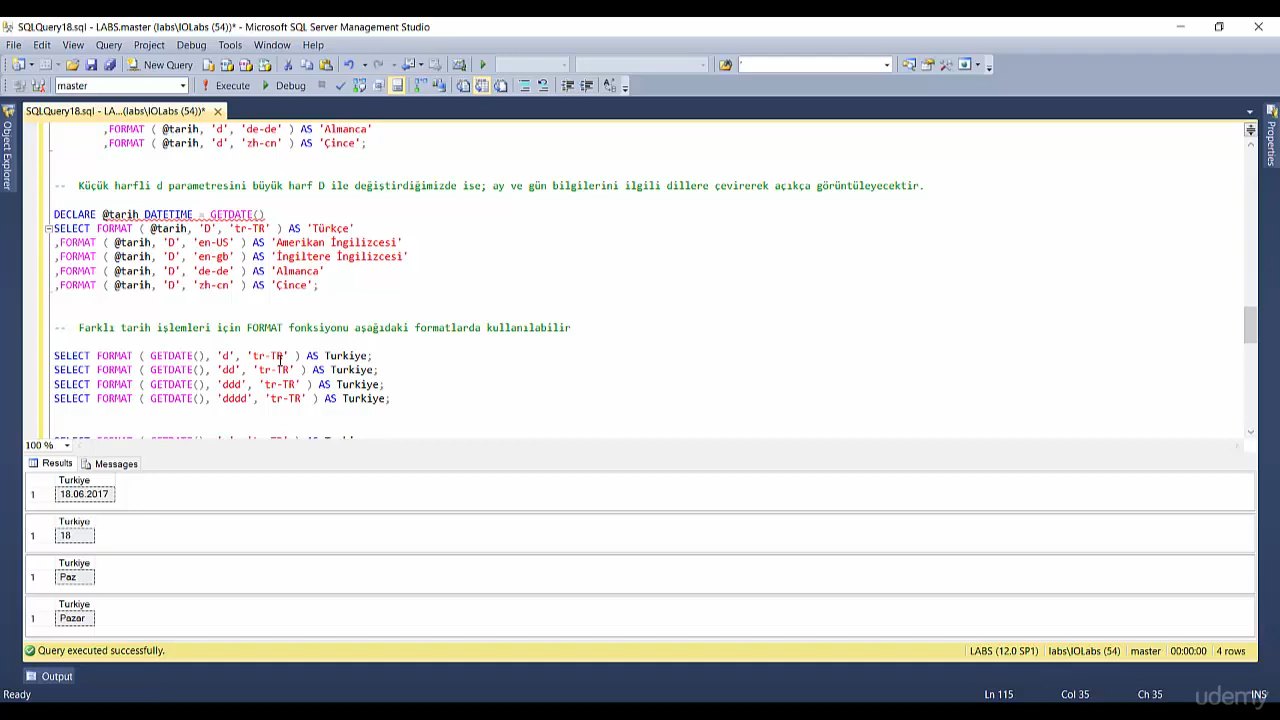 SQLQuery18.sql - LABS.master (labs\IOLabs (54))* - Microsoft SQL Server Management Studio
File Edit View Query Project Debug Tools Window Help
New Query
master Execute Debug
SQLQuery18.sql - LA...(labs\IOLabs (54))*
Object Explorer
Properties
,FORMAT ( @tarih, 'd', 'de-de' ) AS 'Almanca'
,FORMAT ( @tarih, 'd', 'zh-cn' ) AS 'Çince';
-- Küçük harfli d parametresini büyük harf D ile değiştirdiğimizde ise; ay ve gün bilgilerini ilgili dillere çevirerek açıkça görüntüleyecektir.
DECLARE @tarih DATETIME = GETDATE()
SELECT FORMAT ( @tarih, 'D', 'tr-TR' ) AS 'Türkçe'
,FORMAT ( @tarih, 'D', 'en-US' ) AS 'Amerikan İngilizcesi'
,FORMAT ( @tarih, 'D', 'en-gb' ) AS 'İngiltere İngilizcesi'
,FORMAT ( @tarih, 'D', 'de-de' ) AS 'Almanca'
,FORMAT ( @tarih, 'D', 'zh-cn' ) AS 'Çince';
-- Farklı tarih işlemleri için FORMAT fonksiyonu aşağıdaki formatlarda kullanılabilir
SELECT FORMAT ( GETDATE(), 'd', 'tr-TR' ) AS Turkiye;
SELECT FORMAT ( GETDATE(), 'dd', 'tr-TR' ) AS Turkiye;
SELECT FORMAT ( GETDATE(), 'ddd', 'tr-TR' ) AS Turkiye;
SELECT FORMAT ( GETDATE(), 'dddd', 'tr-TR' ) AS Turkiye;
100 %
Results Messages
Turkiye
1 18.06.2017
Turkiye
1 18
Turkiye
1 Paz
Turkiye
1 Pazar
Query executed successfully. LABS (12.0 SP1) labs\IOLabs (54) master 00:00:00 4 rows
Output
Ready Ln 115 Col 35 Ch 35 INS
udemy